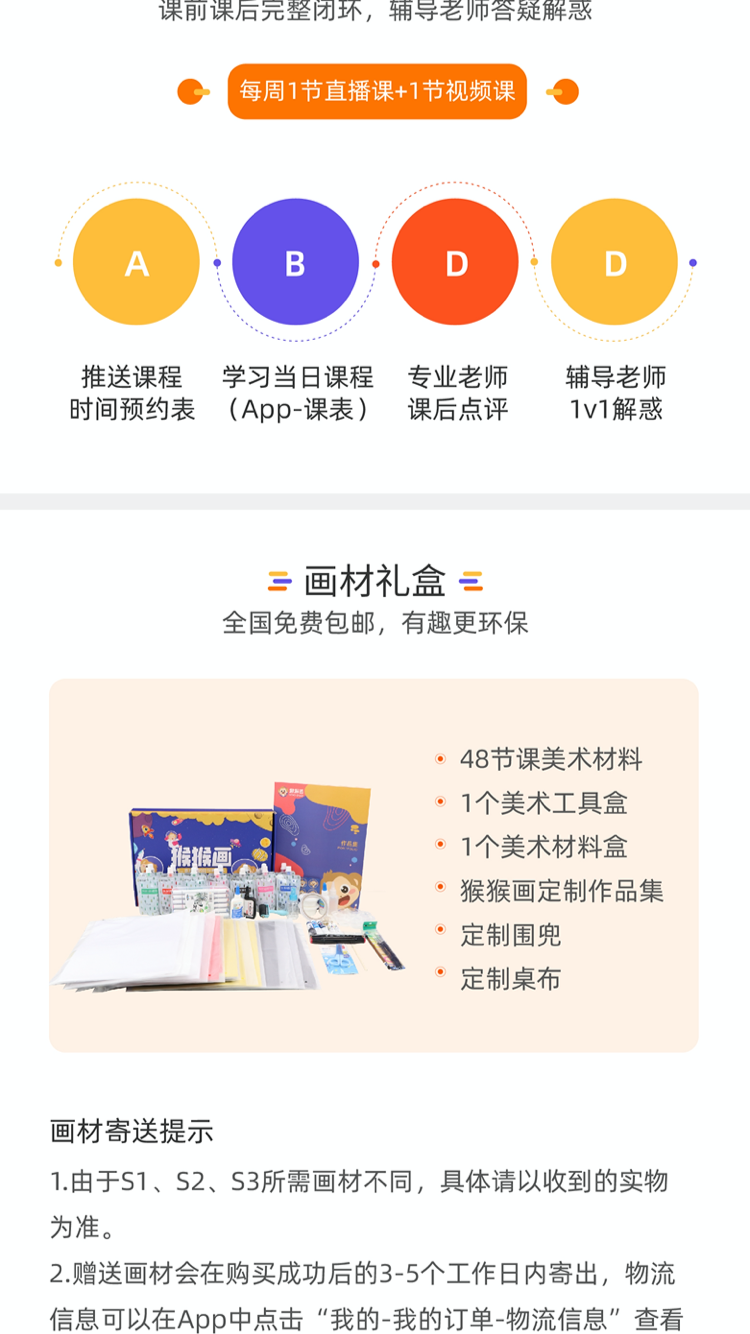 课前课后完整闭环，辅导老师答疑解惑
每周1节直播课+1节视频课
A
B
D
D
推送课程
时间预约表
学习当日课程
（App-课表）
专业老师
课后点评
辅导老师
1v1解惑
画材礼盒
全国免费包邮，有趣更环保
猴猴画
48节课美术材料
1个美术工具盒
1个美术材料盒
猴猴画定制作品集
定制围兜
定制桌布
画材寄送提示
1.由于S1、S2、S3所需画材不同，具体请以收到的实物
为准。
2.赠送画材会在购买成功后的3-5个工作日内寄出，物流
信息可以在App中点击“我的-我的订单-物流信息”查看